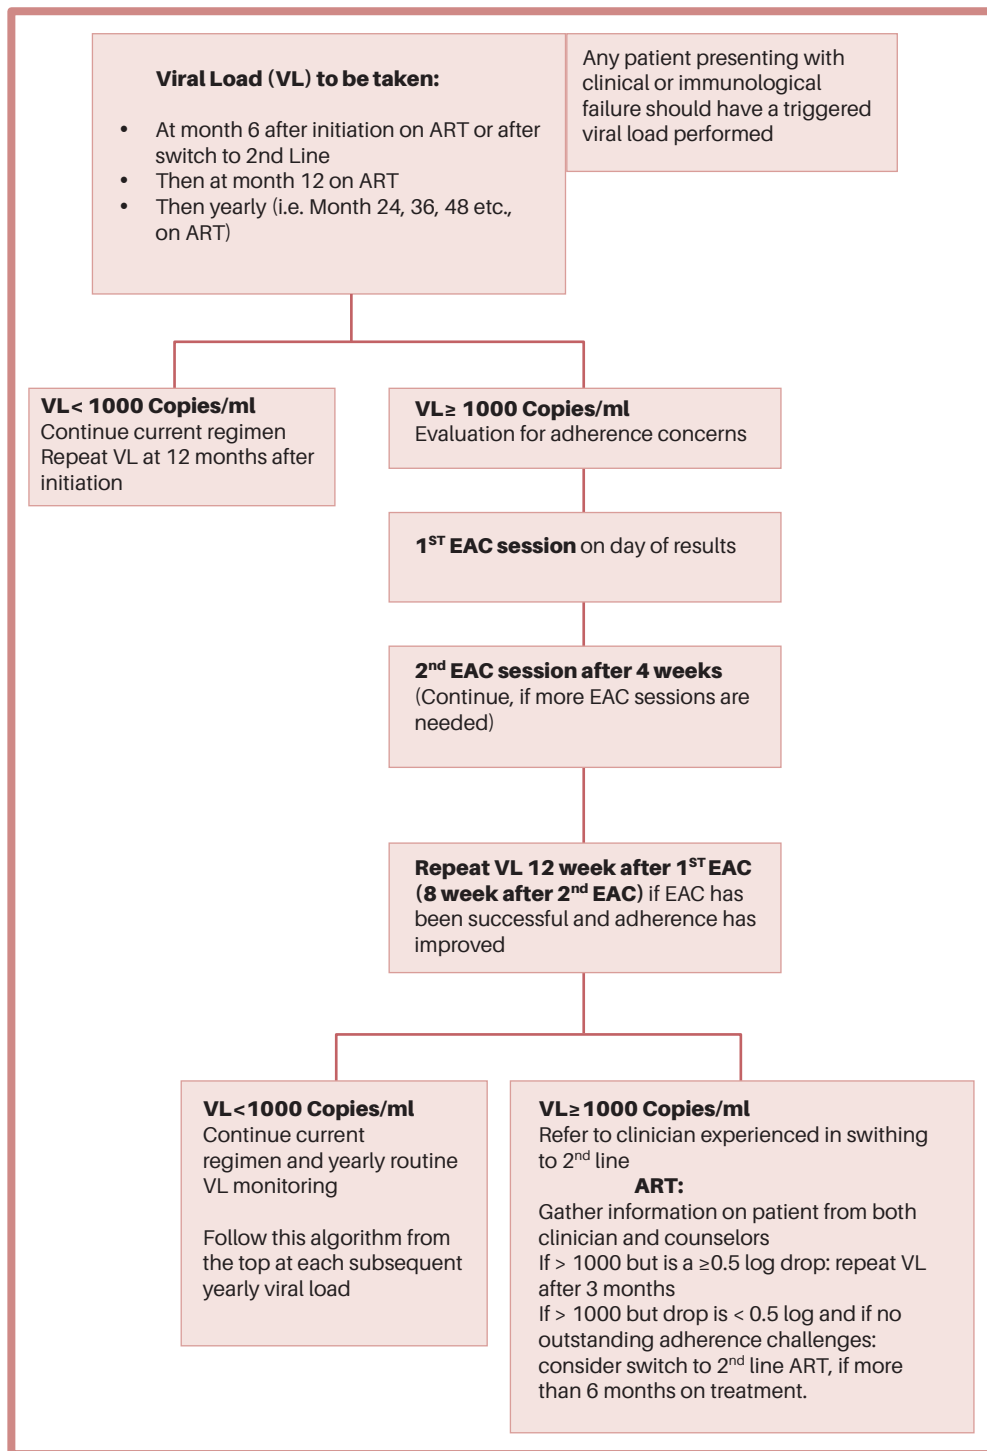 Viral Load (VL) to be taken:
• At month 6 after initiation on ART or after
switch to 2nd Line
• Then at month 12 on ART
• Then yearly (i.e. Month 24, 36, 48 etc.,
on ART)
Any patient presenting with
clinical or immunological
failure should have a triggered
viral load performed
VL< 1000 Copies/ml
Continue current regimen
Repeat VL at 12 months after
initiation
VL≥ 1000 Copies/ml
Evaluation for adherence concerns
1ST EAC session on day of results
2nd EAC session after 4 weeks
(Continue, if more EAC sessions are
needed)
Repeat VL 12 week after 1ST EAC
(8 week after 2nd EAC) if EAC has
been successful and adherence has
improved
VL<1000 Copies/ml
Continue current
regimen and yearly routine
VL monitoring
Follow this algorithm from
the top at each subsequent
yearly viral load
VL≥1000 Copies/ml
Refer to clinician experienced in swithing
to 2nd line
ART:
Gather information on patient from both
clinician and counselors
If > 1000 but is a ≥0.5 log drop: repeat VL
after 3 months
If > 1000 but drop is < 0.5 log and if no
outstanding adherence challenges:
consider switch to 2nd line ART, if more
than 6 months on treatment.